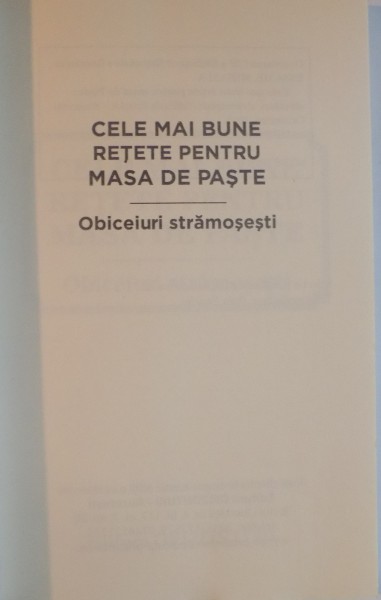 CELE MAI BUNE
REȚETE PENTRU
MASA DE PAȘTE
Obiceiuri strămoșești